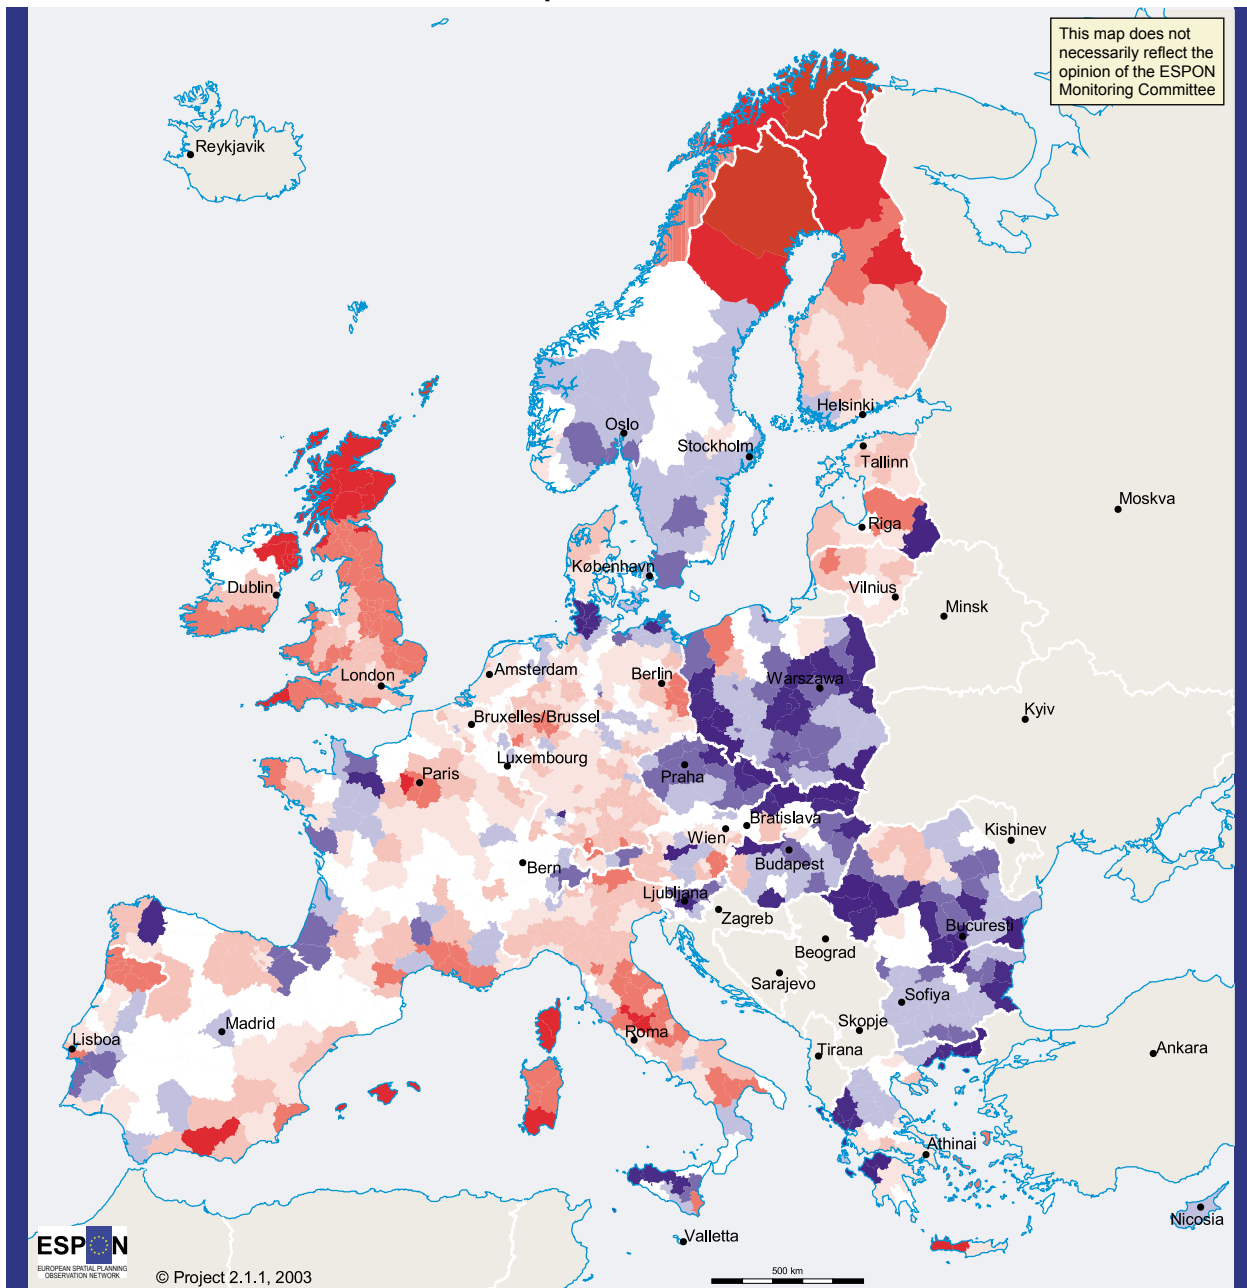 This map does not
necessarily reflect the
opinion of the ESPON
Monitoring Committee
Reykjavik
Oslo
Helsinki
Stockholm
Tallinn
Moskva
Riga
København
Dublin
Vilnius
Minsk
London
Amsterdam
Berlin
Warszawa
Kyiv
Bruxelles/Brussel
Luxembourg
Paris
Praha
Bratislava
Wien
Kishinev
Budapest
Bern
Ljubljana
Zagreb
Bucuresti
Beograd
Sarajevo
Sofiya
Madrid
Lisboa
Roma
Skopje
Tirana
Ankara
Athinai
Nicosia
Valletta
ESPON
EUROPEAN SPATIAL PLANNING
OBSERVATION NETWORK
© Project 2.1.1, 2003
500 km